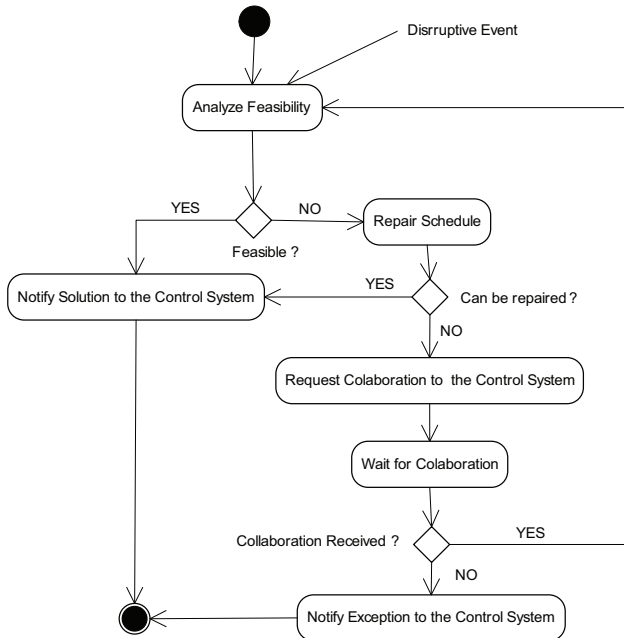 Disrruptive Event
Analyze Feasibility
YES
NO
Repair Schedule
Feasible ?
Notify Solution to the Control System
YES
Can be repaired ?
NO
Request Colaboration to the Control System
Wait for Colaboration
Collaboration Received ?
YES
NO
Notify Exception to the Control System